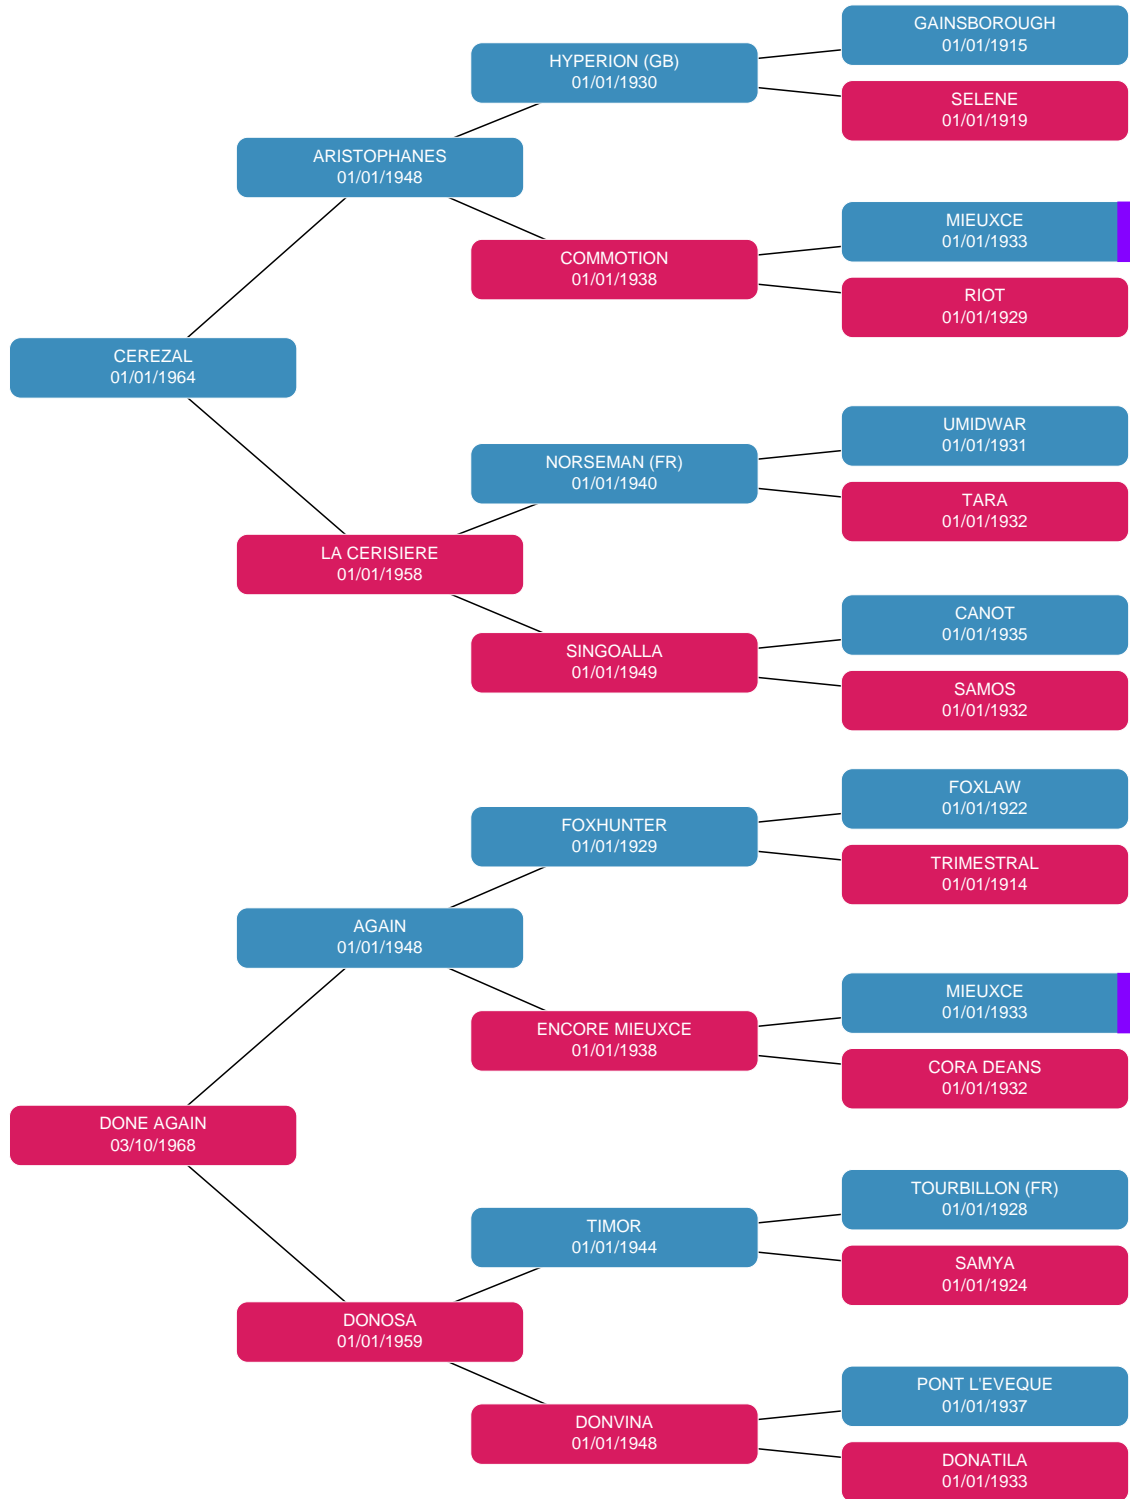 GAINSBOROUGH
01/01/1915
HYPERION (GB)
01/01/1930
SELENE
01/01/1919
ARISTOPHANES
01/01/1948
MIEUXCE
01/01/1933
COMMOTION
01/01/1938
RIOT
01/01/1929
CEREZAL
01/01/1964
UMIDWAR
01/01/1931
NORSEMAN (FR)
01/01/1940
TARA
01/01/1932
LA CERISIERE
01/01/1958
CANOT
01/01/1935
SINGOALLA
01/01/1949
SAMOS
01/01/1932
FOXLAW
01/01/1922
FOXHUNTER
01/01/1929
TRIMESTRAL
01/01/1914
AGAIN
01/01/1948
MIEUXCE
01/01/1933
ENCORE MIEUXCE
01/01/1938
CORA DEANS
01/01/1932
DONE AGAIN
03/10/1968
TOURBILLON (FR)
01/01/1928
TIMOR
01/01/1944
SAMYA
01/01/1924
DONOSA
01/01/1959
PONT L'EVEQUE
01/01/1937
DONVINA
01/01/1948
DONATILA
01/01/1933